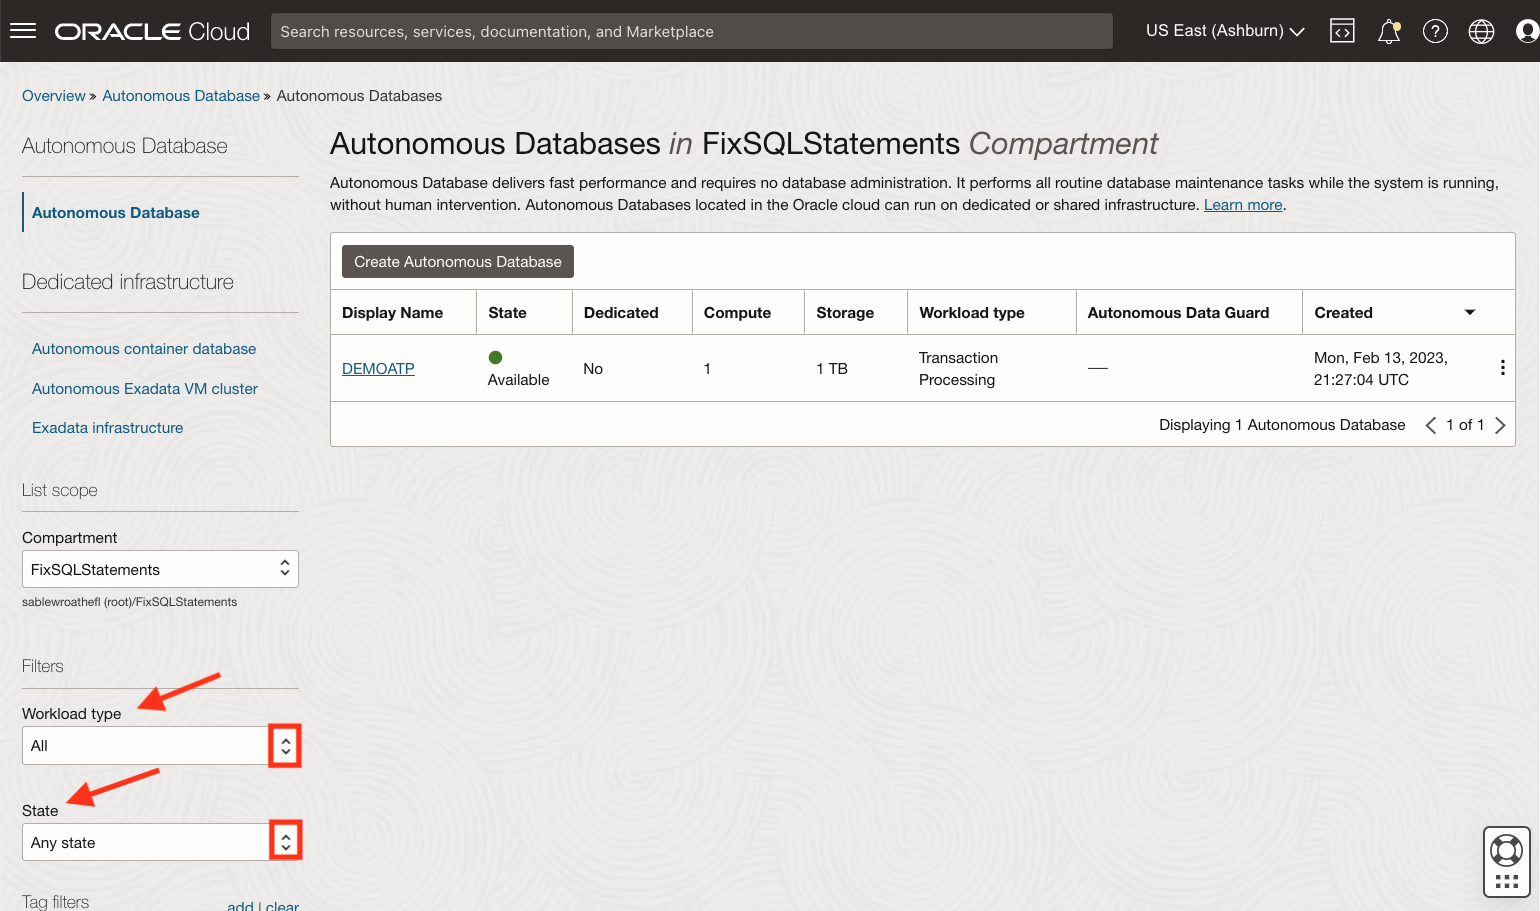 ORACLE Cloud
Search resources, services, documentation, and Marketplace
US East (Ashburn)
Overview » Autonomous Database » Autonomous Databases
Autonomous Database
Autonomous Database
Dedicated infrastructure
Autonomous container database
Autonomous Exadata VM cluster
Exadata infrastructure
List scope
Compartment
FixSQLStatements
sablewroathefl (root)/FixSQLStatements
Filters
Workload type
All
State
Any state
Tag filters add | clear
Autonomous Databases in FixSQLStatements Compartment
Autonomous Database delivers fast performance and requires no database administration. It performs all routine database maintenance tasks while the system is running,
without human intervention. Autonomous Databases located in the Oracle cloud can run on dedicated or shared infrastructure. Learn more.
Create Autonomous Database
Display Name State Dedicated Compute Storage Workload type Autonomous Data Guard Created
DEMOATP Available No 1 1 TB Transaction Processing — Mon, Feb 13, 2023, 21:27:04 UTC
Displaying 1 Autonomous Database < 1 of 1 >